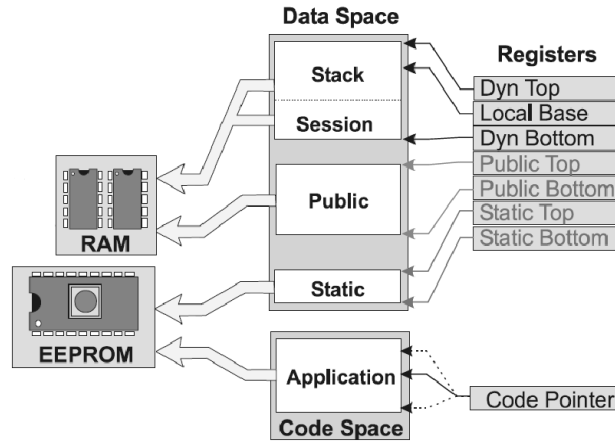 Data Space
Registers
Stack
Session
Public
Static
Application
Code Space
RAM
EEPROM
Dyn Top
Local Base
Dyn Bottom
Public Top
Public Bottom
Static Top
Static Bottom
Code Pointer